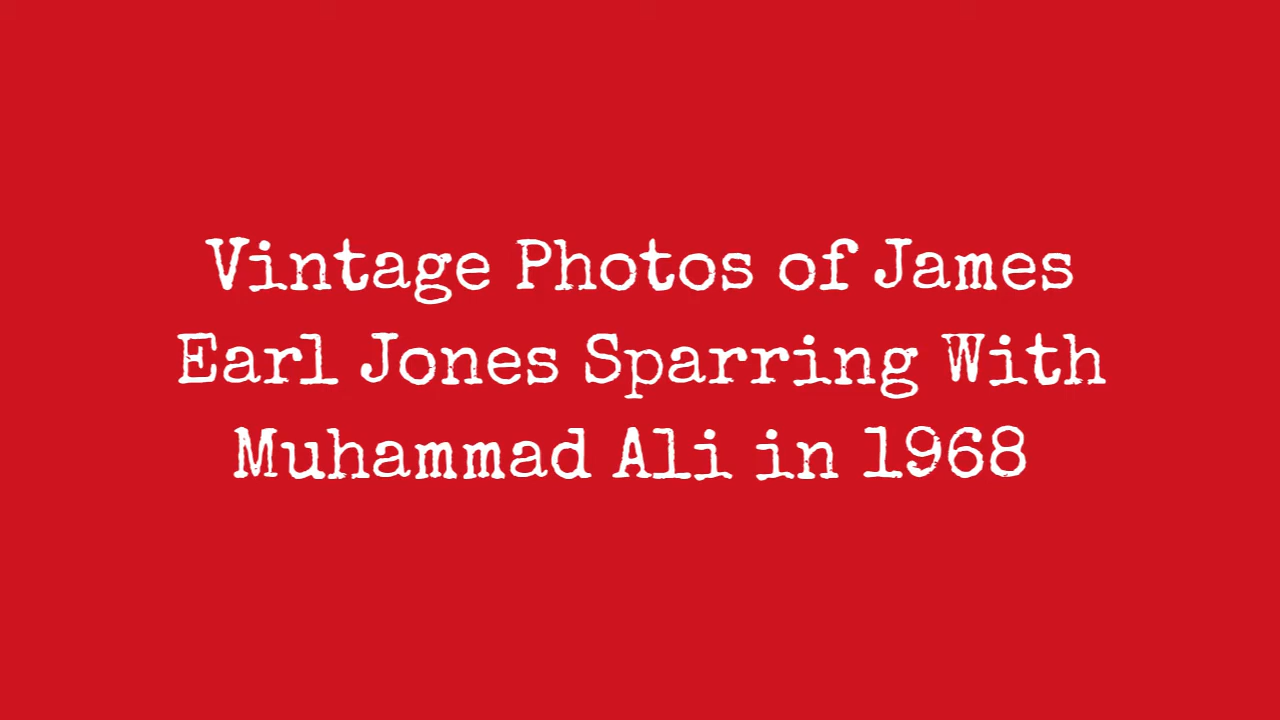 Vintage Photos of James
Earl Jones Sparring With
Muhammad Ali in 1968